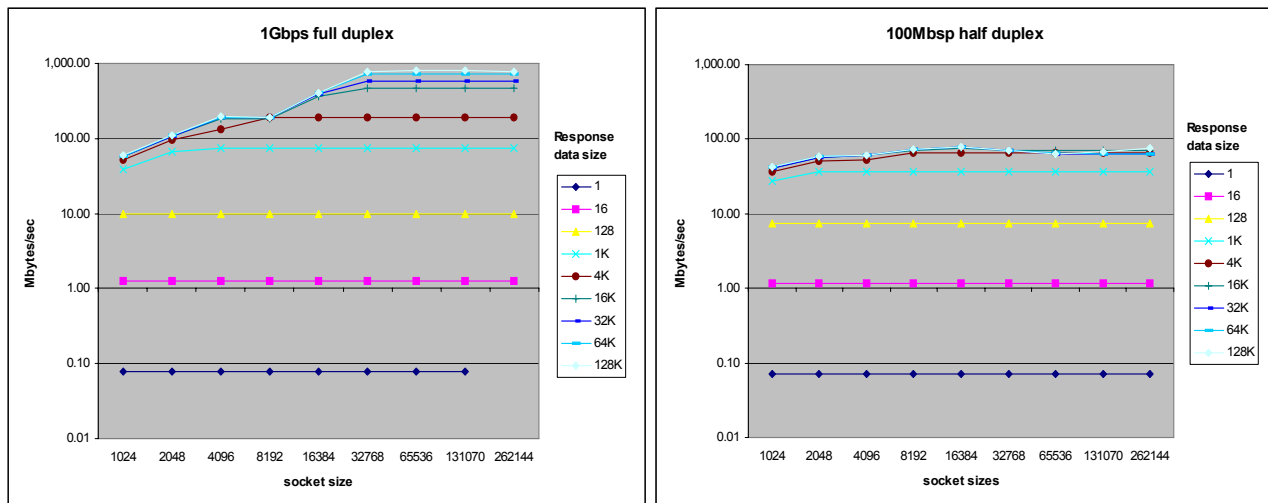 1Gbps full duplex
1,000.00
100.00
10.00
1.00
0.10
0.01
Mbytes/sec
1024 2048 4096 8192 16384 32768 65536 131070 262144
socket size
Response
data size
1
16
128
1K
4K
16K
32K
64K
128K
100Mbsp half duplex
1,000.00
100.00
10.00
1.00
0.10
0.01
Mbytes/sec
1024 2048 4096 8192 16384 32768 65536 131070 262144
socket sizes
Response
data size
1
16
128
1K
4K
16K
32K
64K
128K